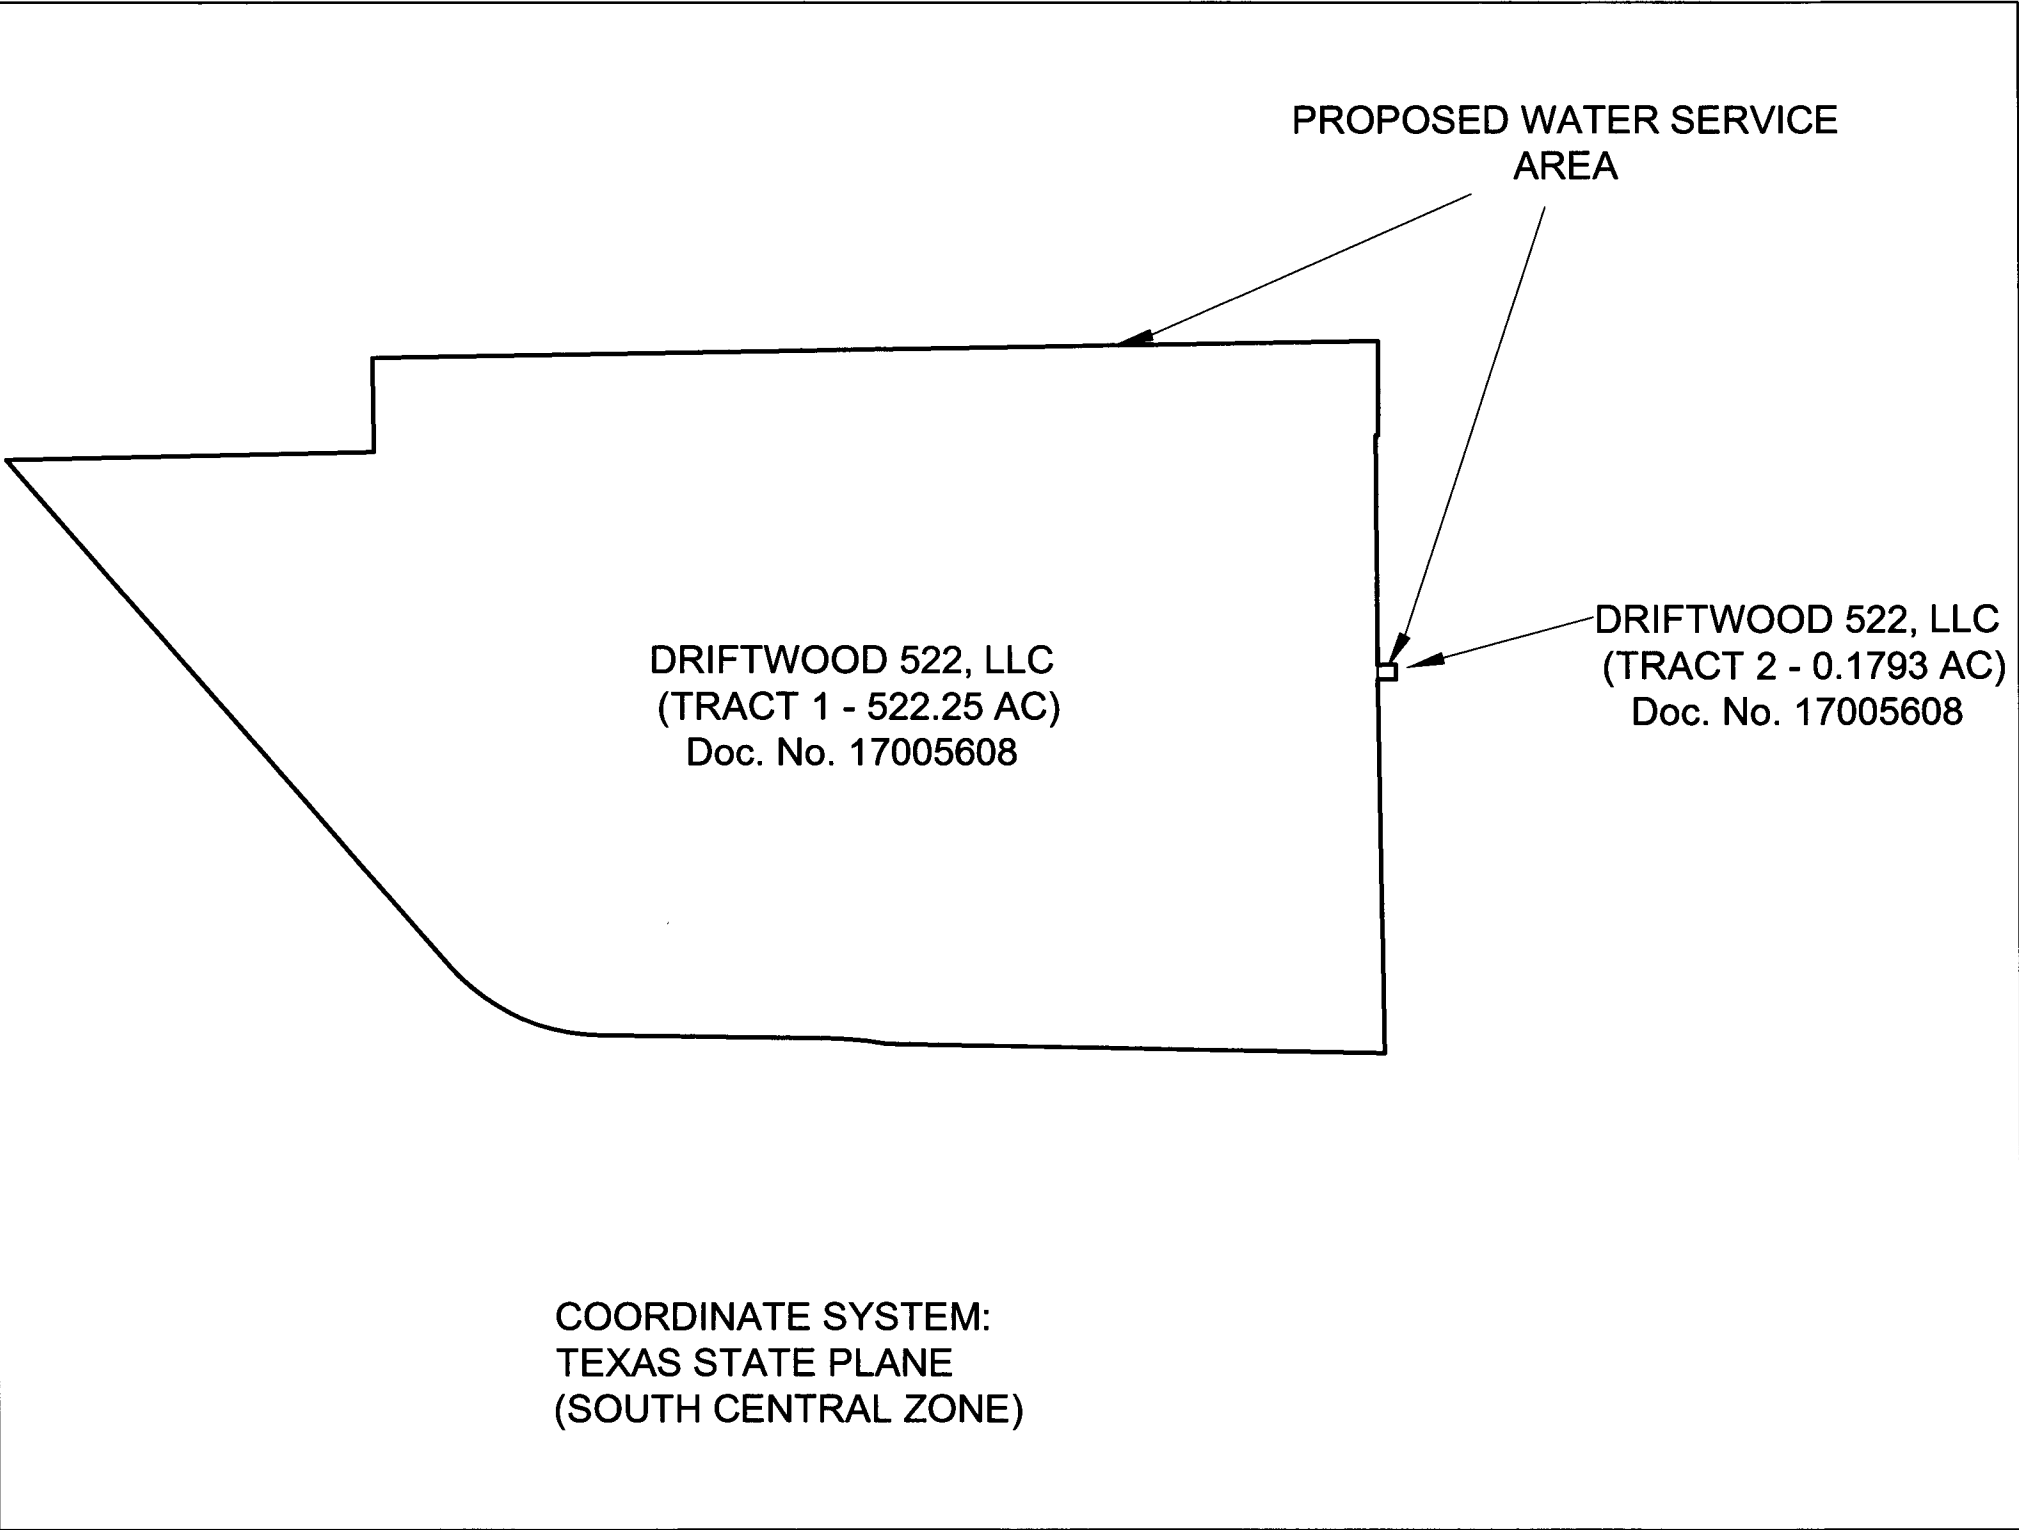 PROPOSED WATER SERVICE
AREA
DRIFTWOOD 522, LLC
(TRACT 1 - 522.25 AC)
Doc. No. 17005608
DRIFTWOOD 522, LLC
(TRACT 2 - 0.1793 AC)
Doc. No. 17005608
COORDINATE SYSTEM:
TEXAS STATE PLANE
(SOUTH CENTRAL ZONE)